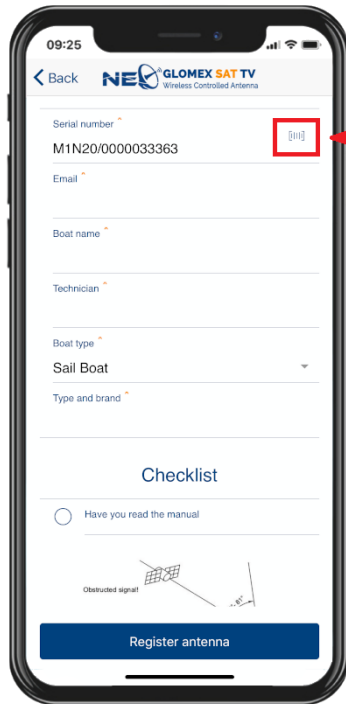 09:25
Back
NEO GLOMEX SAT TV
Wireless Controlled Antenna
Serial number *
M1N20/0000033363
Email *
Boat name *
Technician *
Boat type *
Sail Boat
Type and brand *
Checklist
Have you read the manual
Obstructed signal!
Register antenna